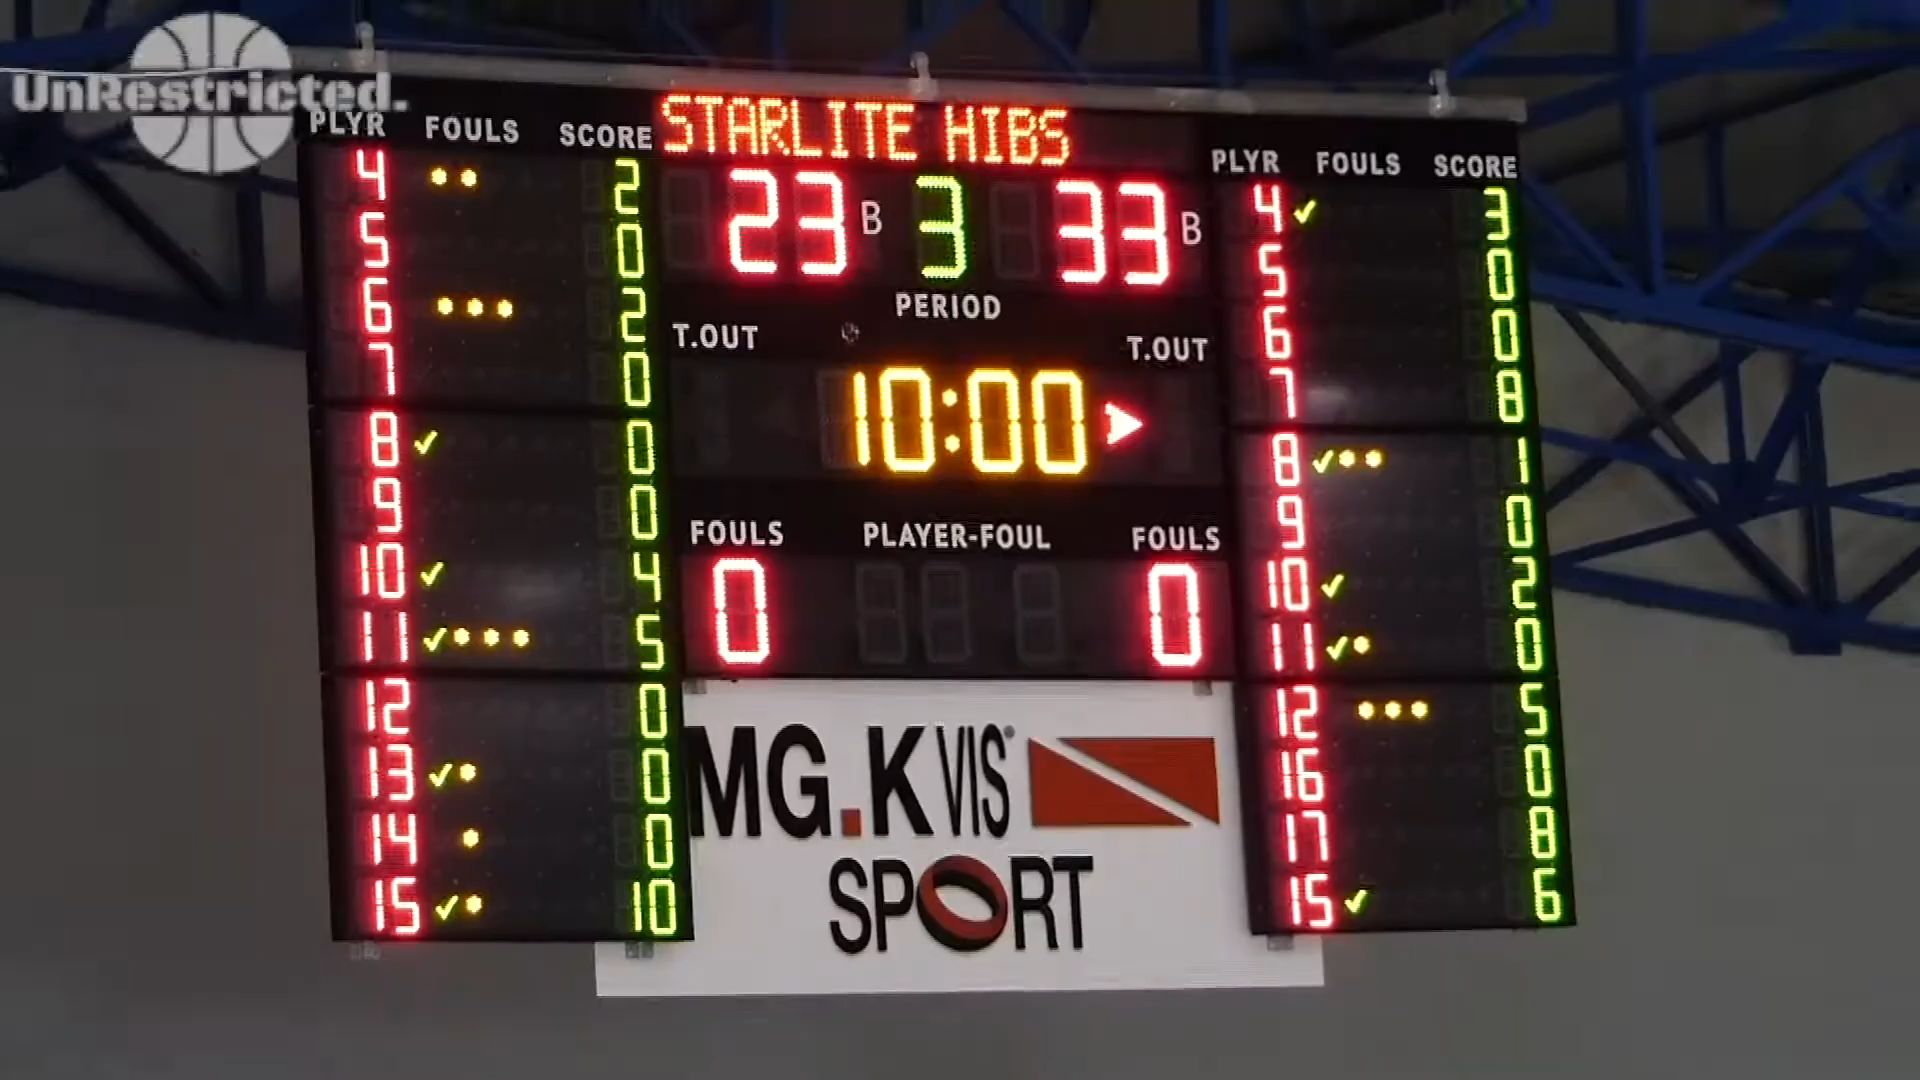 UnRestricted.
STARLITE HIBS
PLYR FOULS SCORE
4 ** 2
5 0
6 *** 2
7 0
8 ✓ 0
9 0
10 ✓ 4
11 ✓*** 5
12 0
13 ✓* 0
14 * 0
15 ✓* 10
23 B 3 33 B
PERIOD
T.OUT T.OUT
10:00
FOULS PLAYER-FOUL FOULS
0 0
MG.KVIS®
SPORT
PLYR FOULS SCORE
4 ✓ 3
5 0
6 0
7 8
8 ✓** 1
9 0
10 ✓ 2
11 ✓* 0
12 *** 5
16 0
17 8
15 ✓ 6